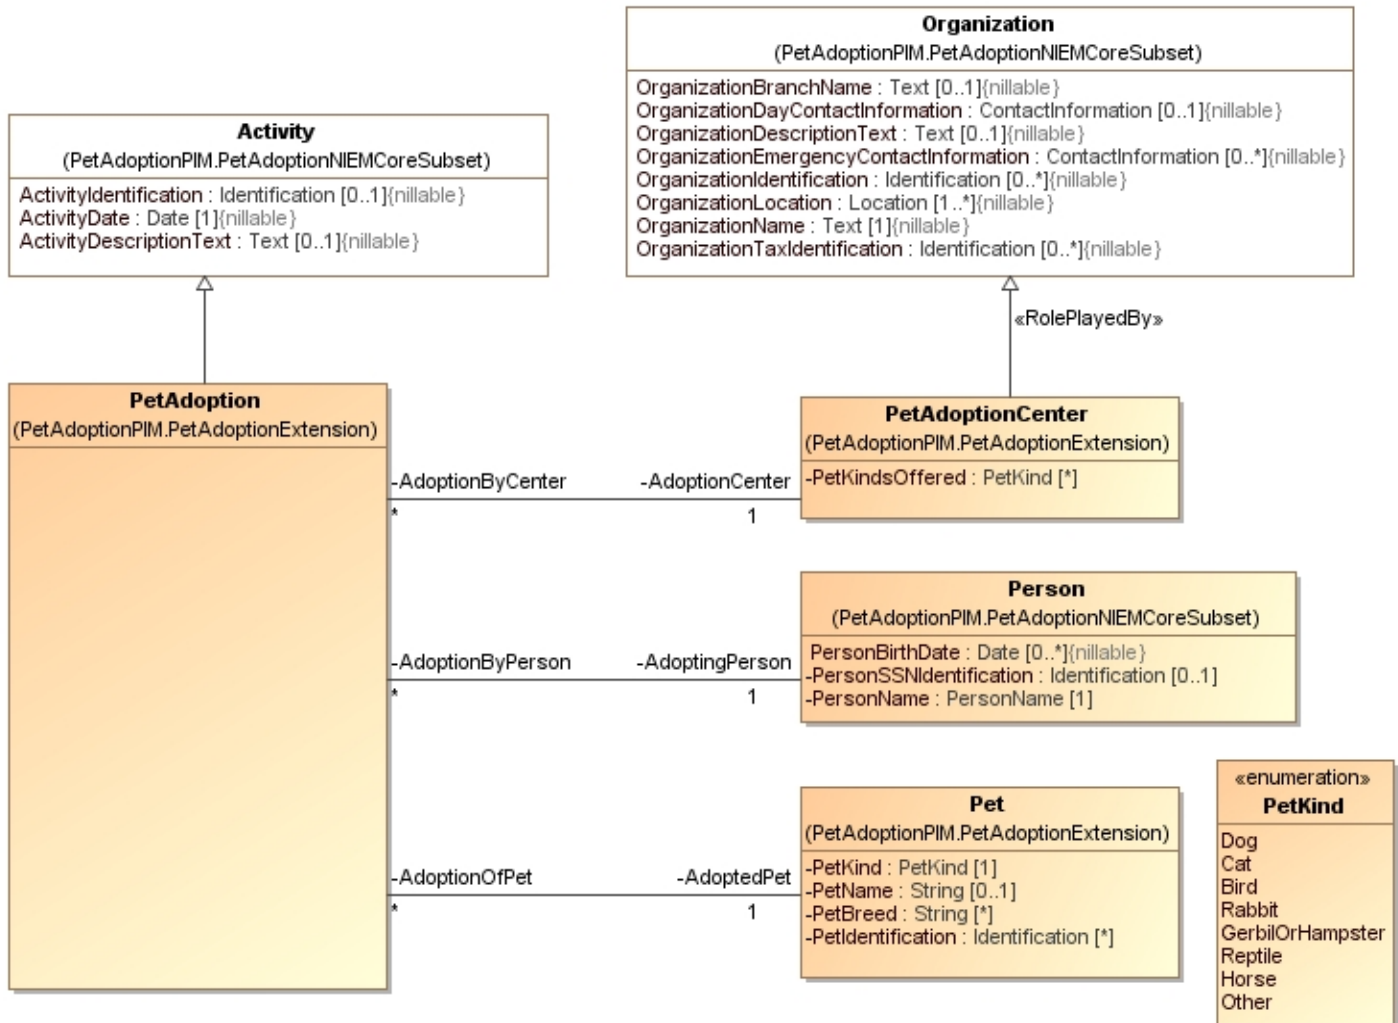 Organization
(PetAdoptionPIM.PetAdoptionNIEMCoreSubset)
OrganizationBranchName : Text [0..1]{nillable}
OrganizationDayContactInformation : ContactInformation [0..1]{nillable}
OrganizationDescriptionText : Text [0..1]{nillable}
OrganizationEmergencyContactInformation : ContactInformation [0..*]{nillable}
OrganizationIdentification : Identification [0..*]{nillable}
OrganizationLocation : Location [1..*]{nillable}
OrganizationName : Text [1]{nillable}
OrganizationTaxIdentification : Identification [0..*]{nillable}
Activity
(PetAdoptionPIM.PetAdoptionNIEMCoreSubset)
ActivityIdentification : Identification [0..1]{nillable}
ActivityDate : Date [1]{nillable}
ActivityDescriptionText : Text [0..1]{nillable}
«RolePlayedBy»
PetAdoption
(PetAdoptionPIM.PetAdoptionExtension)
PetAdoptionCenter
(PetAdoptionPIM.PetAdoptionExtension)
-PetKindsOffered : PetKind [*]
-AdoptionByCenter
-AdoptionCenter
*
1
Person
(PetAdoptionPIM.PetAdoptionNIEMCoreSubset)
PersonBirthDate : Date [0..*]{nillable}
-PersonSSNIdentification : Identification [0..1]
-PersonName : PersonName [1]
-AdoptionByPerson
-AdoptingPerson
*
1
Pet
(PetAdoptionPIM.PetAdoptionExtension)
-PetKind : PetKind [1]
-PetName : String [0..1]
-PetBreed : String [*]
-PetIdentification : Identification [*]
-AdoptionOfPet
-AdoptedPet
*
1
«enumeration»
PetKind
Dog
Cat
Bird
Rabbit
GerbilOrHampster
Reptile
Horse
Other